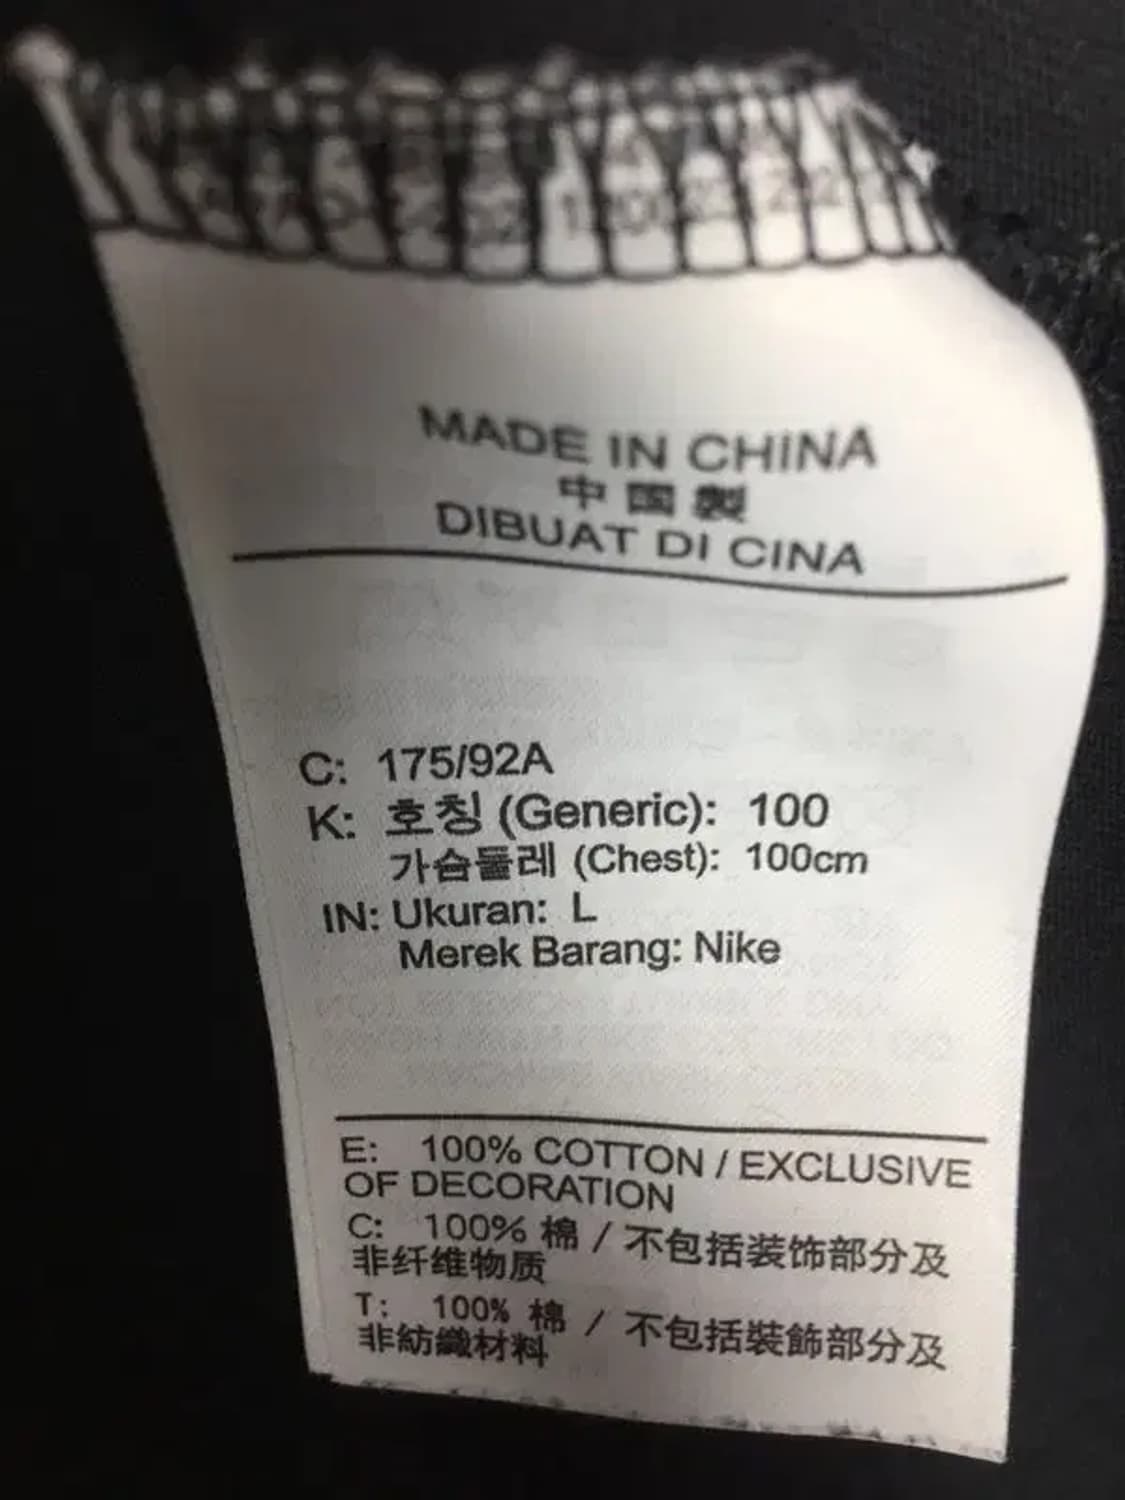 MADE IN CHINA
中国製
DIBUAT DI CINA
C: 175/92A
K: 호칭 (Generic): 100
가슴둘레 (Chest): 100cm
IN: Ukuran: L
Merek Barang: Nike
E: 100% COTTON / EXCLUSIVE
OF DECORATION
C: 100% 棉 / 不包括装饰部分及
非纤维物质
T: 100% 棉 / 不包括裝飾部分及
非紡織材料